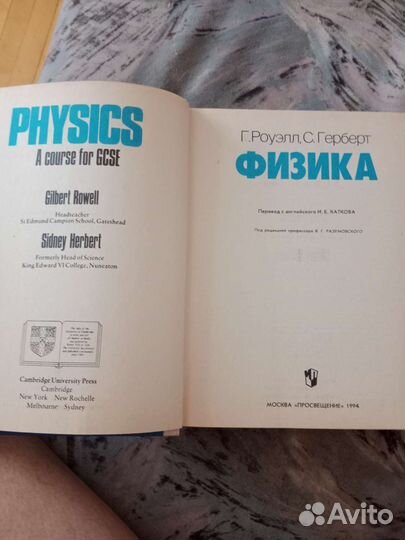 PHYSICS
A course for GCSE
Gilbert Rowell
Headteacher
St Edmund Campion School, Gateshead
Sidney Herbert
Formerly Head of Science
King Edward VI College, Nuneaton
Cambridge University Press
Cambridge
New York New Rochelle
Melbourne Sydney
Г. Роуэлл, С. Герберт
ФИЗИКА
Перевод с английского
Под редакцией профессора В. Г. РАЗУМОВСКОГО
МОСКВА «ПРОСВЕЩЕНИЕ» 1994
Avito